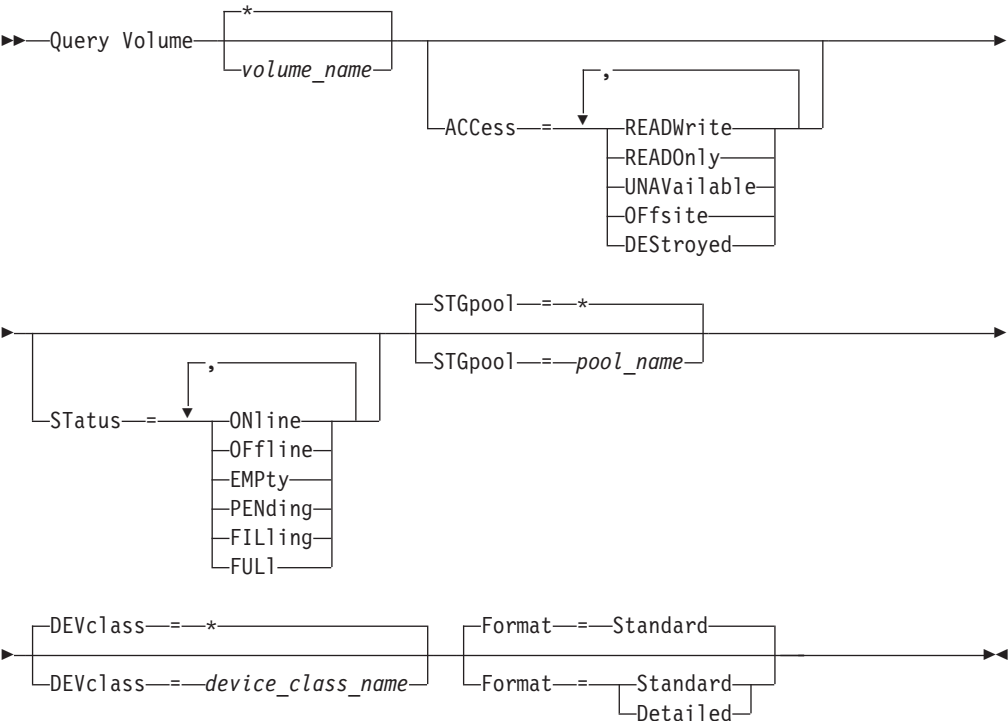 *
Query Volume
volume_name
,
ACCess = READWrite
READOnly
UNAVailable
OFfsite
DEStroyed
STGpool = *
STGpool = pool_name
,
STatus = ONline
OFfline
EMPty
PENding
FILling
FULl
DEVclass = *
DEVclass = device_class_name
Format = Standard
Format = Standard
Detailed